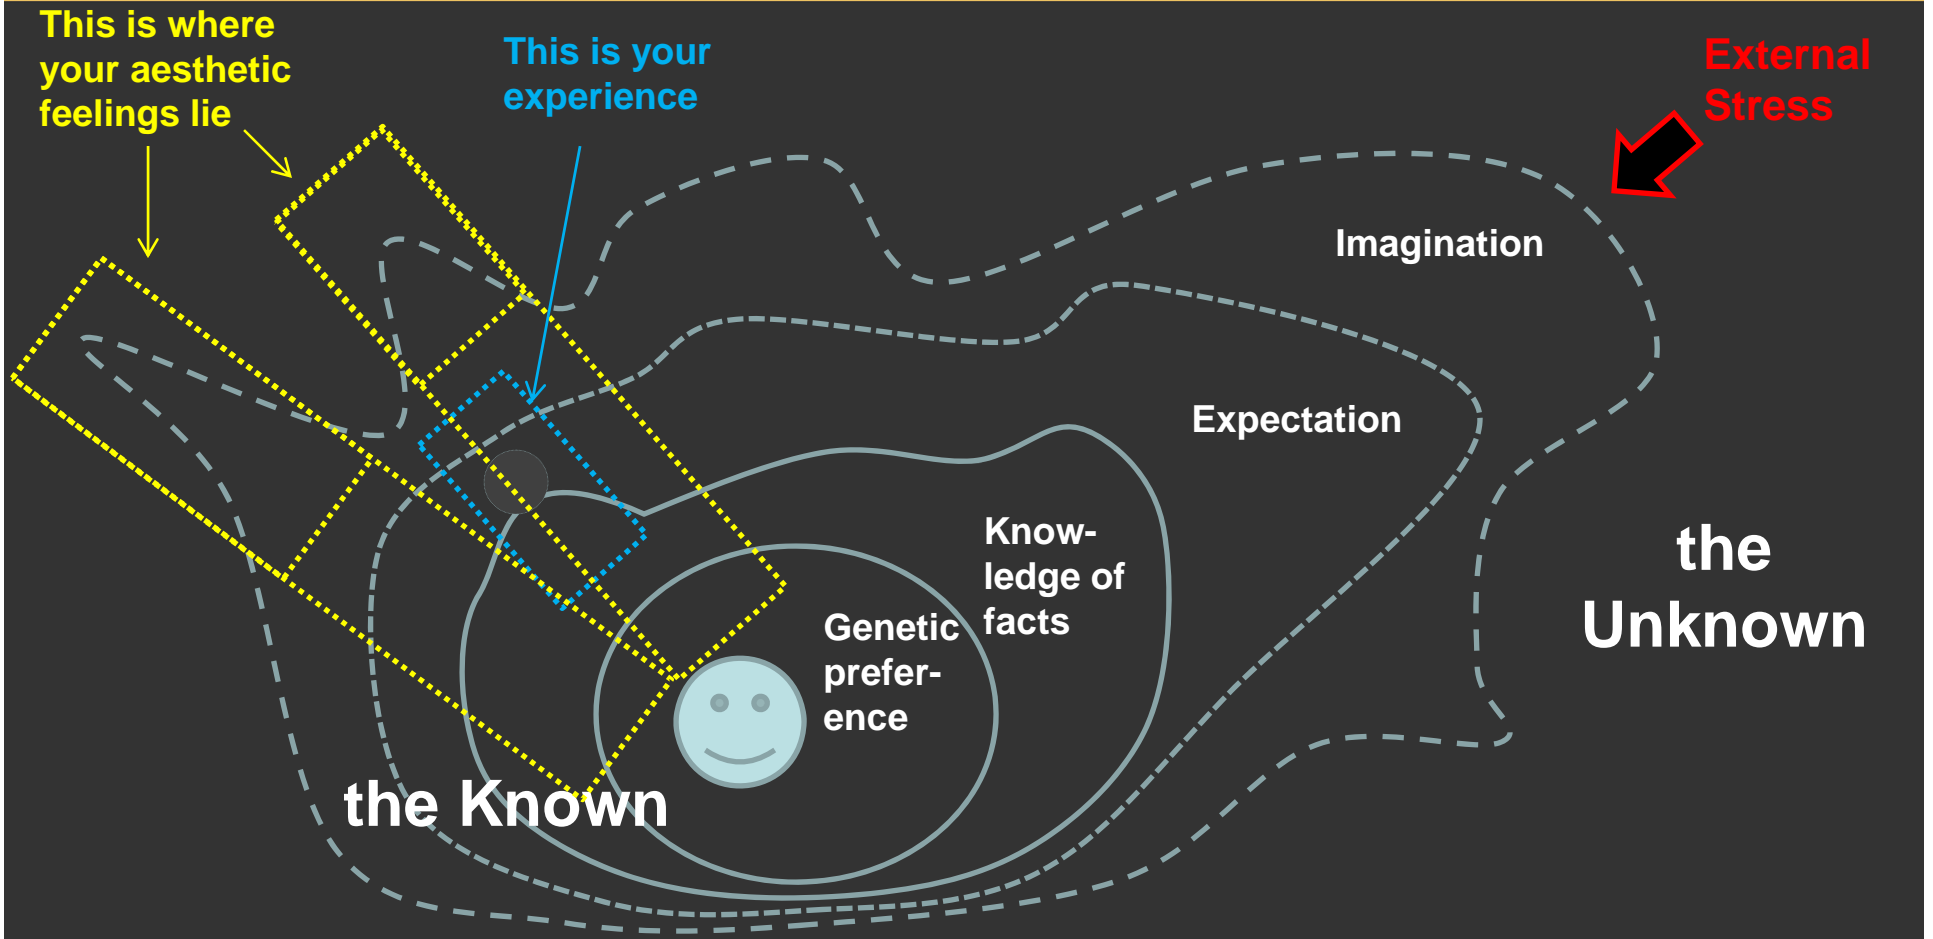 This is where
your aesthetic
feelings lie
This is your
experience
External
Stress
Imagination
Expectation
Know-
ledge of
facts
Genetic
prefer-
ence
the
Unknown
the Known